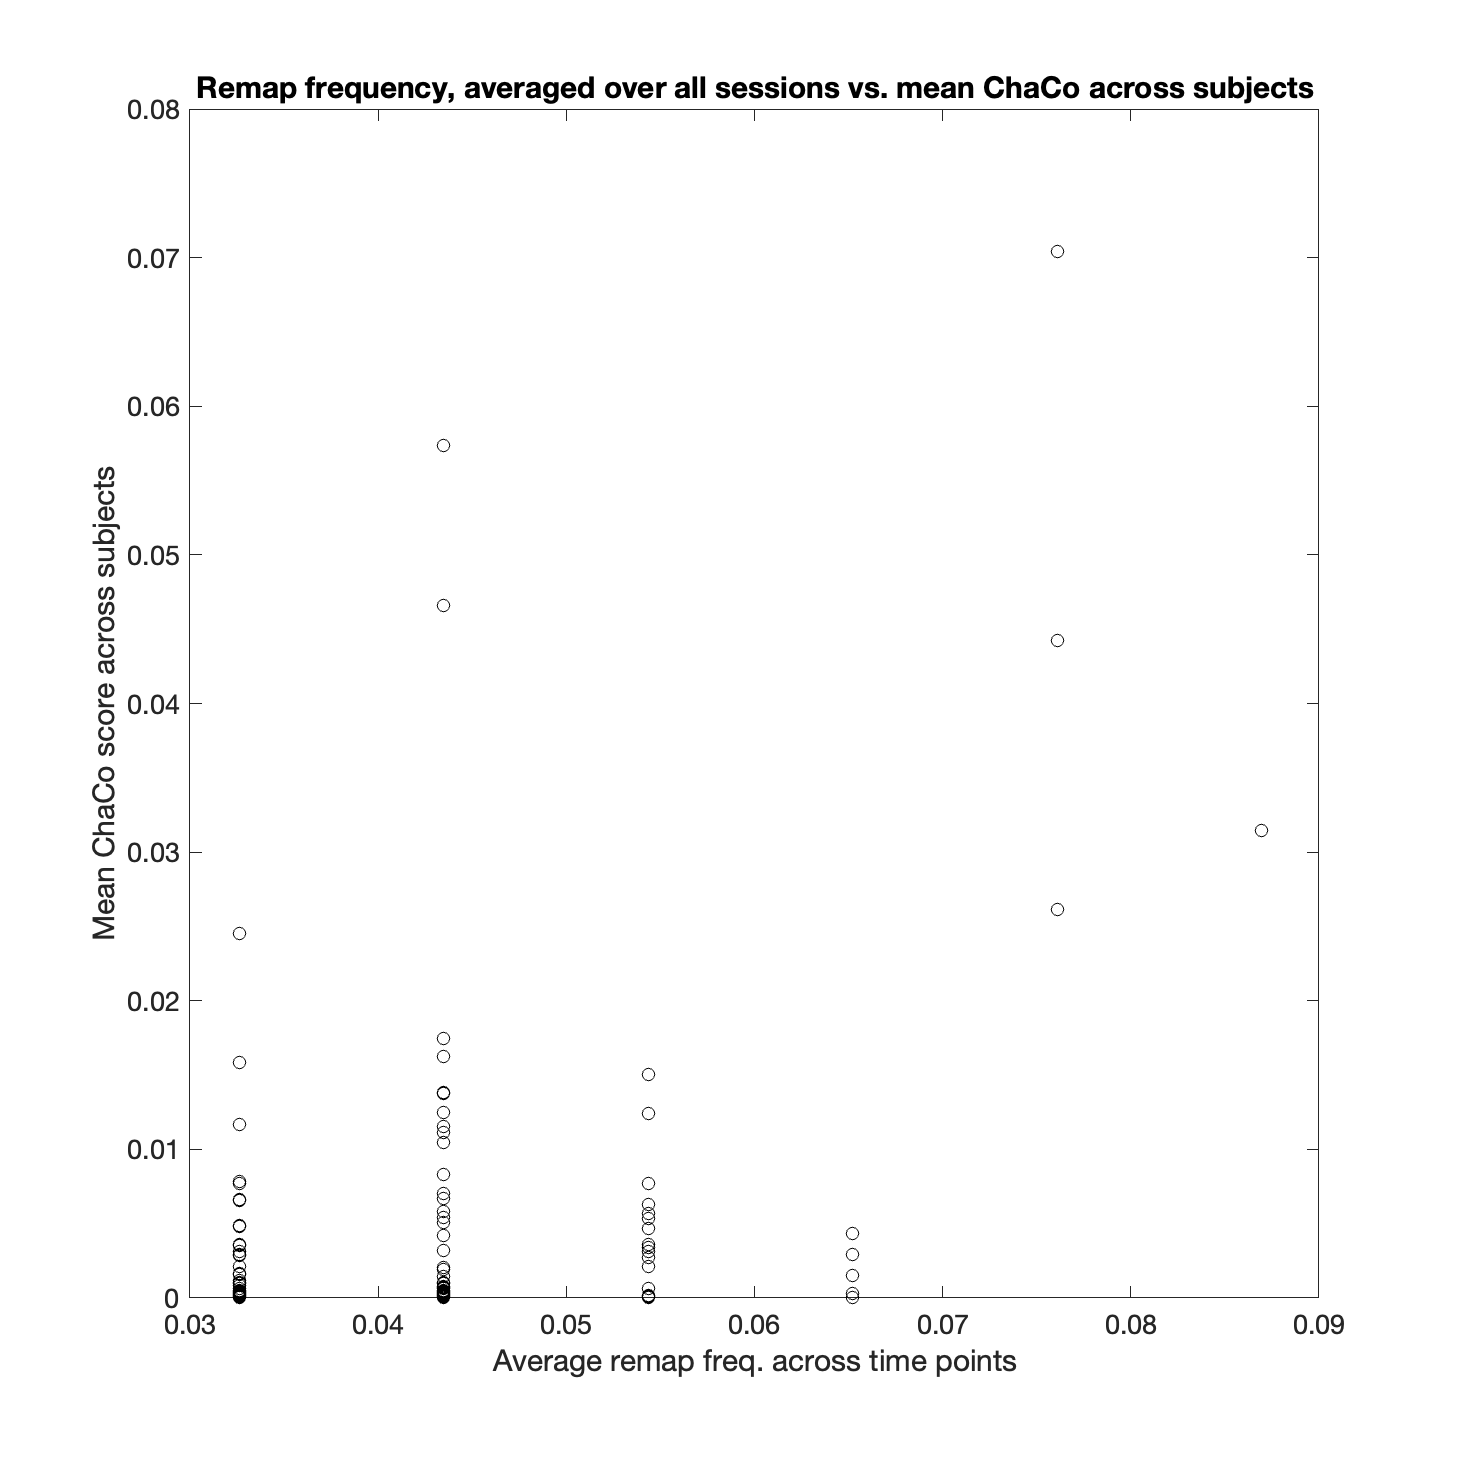 Remap frequency, averaged over all sessions vs. mean ChaCo across subjects
0.08
0.07
0.06
0.05
0.04
0.03
0.02
0.01
0
Mean ChaCo score across subjects
0.03 0.04 0.05 0.06 0.07 0.08 0.09
Average remap freq. across time points